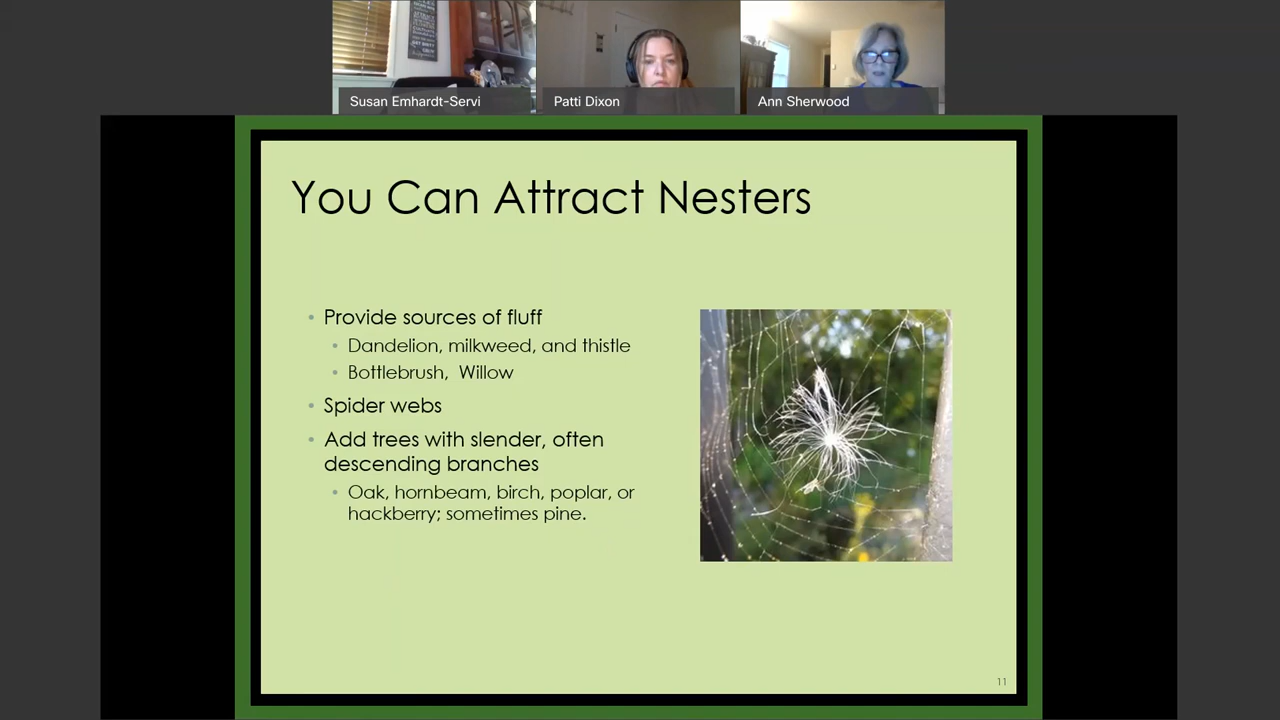 Susan Emhardt-Servi
Patti Dixon
Ann Sherwood
You Can Attract Nesters
• Provide sources of fluff
• Dandelion, milkweed, and thistle
• Bottlebrush, Willow
• Spider webs
• Add trees with slender, often
descending branches
• Oak, hornbeam, birch, poplar, or
hackberry; sometimes pine.
11